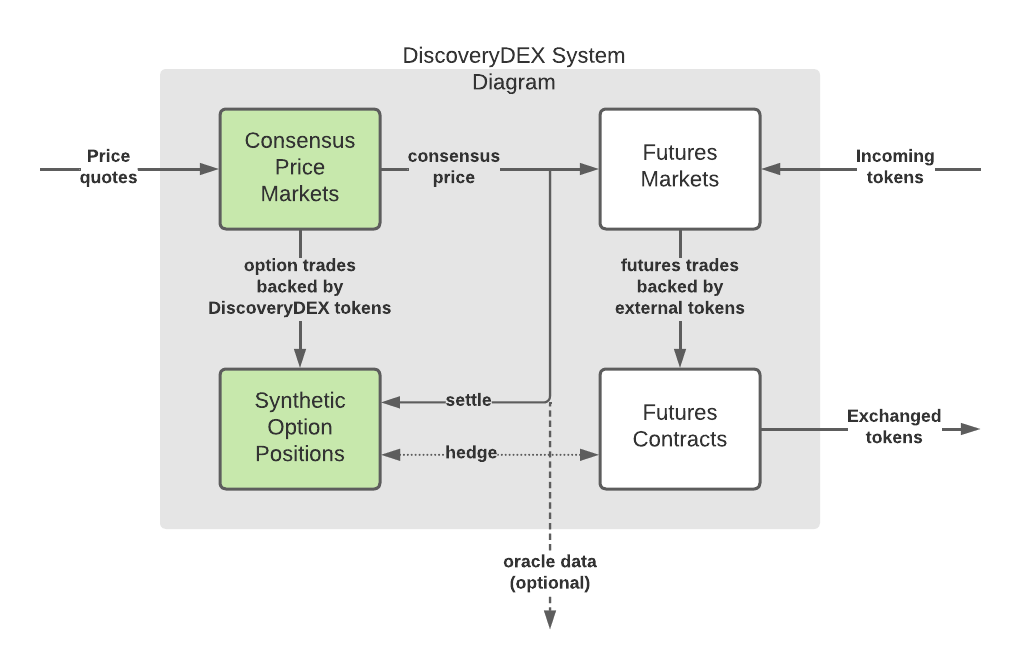 DiscoveryDEX System
Diagram
Price
quotes
Consensus
Price
Markets
consensus
price
Futures
Markets
Incoming
tokens
option trades
backed by
DiscoveryDEX tokens
futures trades
backed by
external tokens
Synthetic
Option
Positions
settle
hedge
Futures
Contracts
Exchanged
tokens
oracle data
(optional)